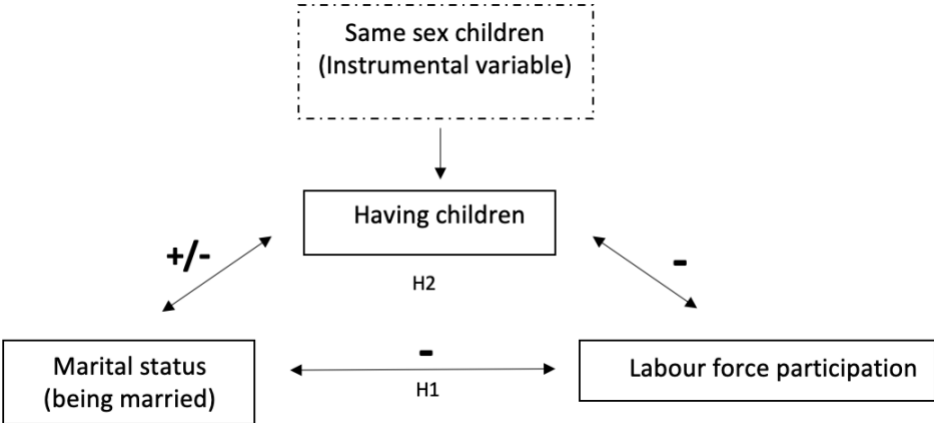 Same sex children
(Instrumental variable)
Having children
+/-
-
H2
Marital status
(being married)
-
H1
Labour force participation